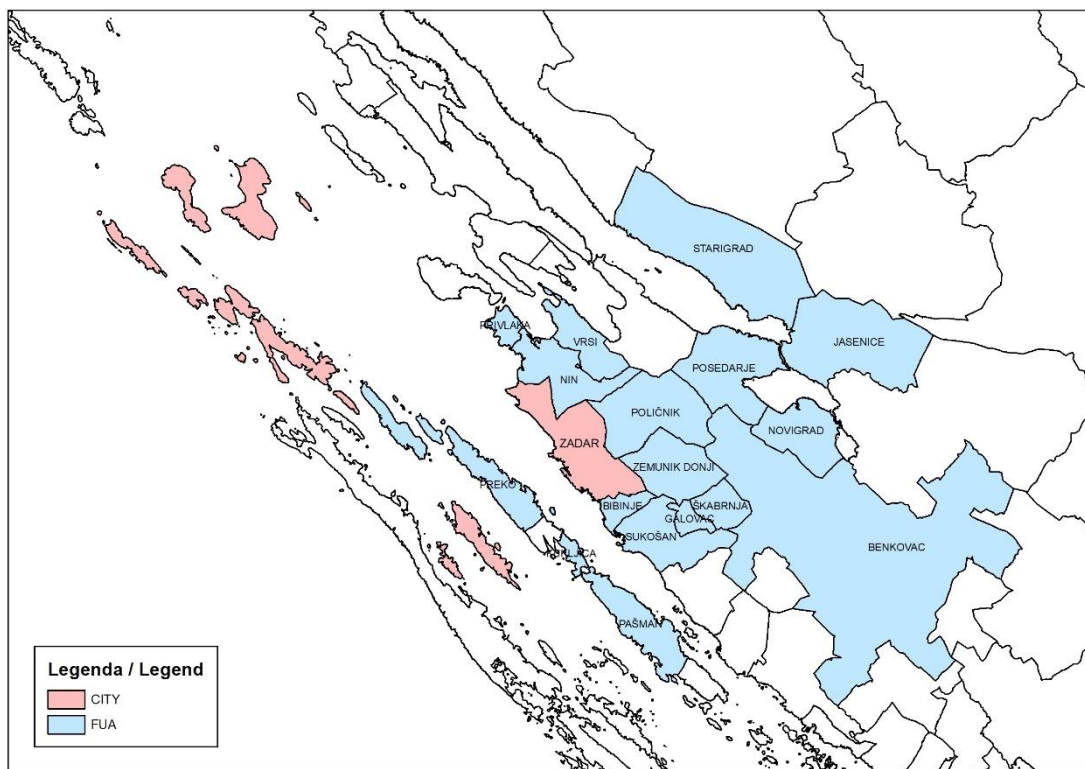 STARIGRAD
PRIVLAKA
VRSI
JASENICE
POSEDARJE
NIN
POLIČNIK
NOVIGRAD
ZADAR
ZEMUNIK DONJI
PREKO
BIBINJE
ŠKABRNJA
GALOVAC
SUKOŠAN
BENKOVAC
PAŠMAN
Legenda / Legend
CITY
FUA